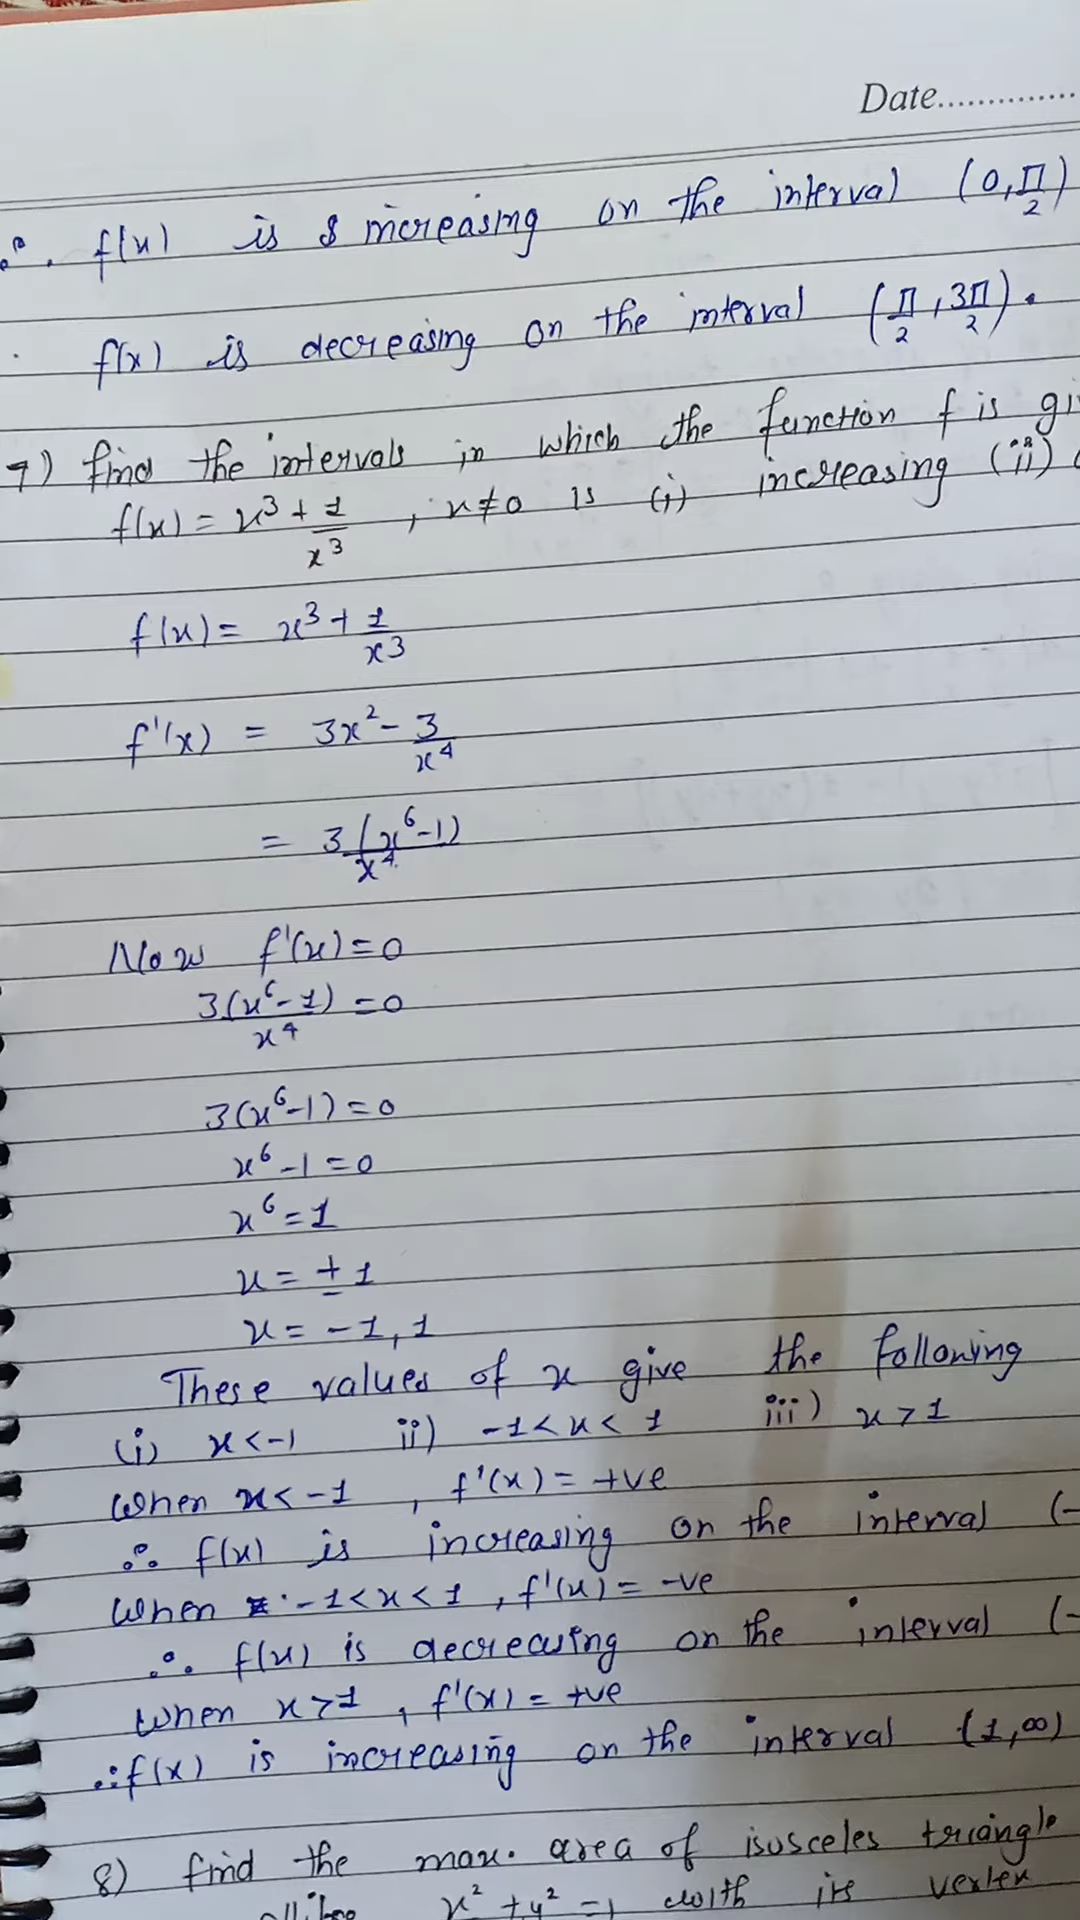 Date..............
∴ f(x) is increasing on the interval (0, π/2)
f(x) is decreasing on the interval (π/2, 3π/2).
7) find the intervals in which the function f is
f(x) = x³ + 1/x³, x≠0 is (i) increasing (ii)
f(x) = x³ + 1/x³
f'(x) = 3x² - 3/x⁴
= 3(x⁶-1)/x⁴
Now f'(x)=0
3(x⁶-1)/x⁴ = 0
3(x⁶-1)=0
x⁶-1=0
x⁶=1
x = ±1
x = -1, 1
These values of x give the following
(i) x<-1 ii) -1<x<1 iii) x>1
When x<-1, f'(x) = +ve
∴ f(x) is increasing on the interval (-
When -1<x<1, f'(x) = -ve
∴ f(x) is decreasing on the interval (-
When x>1, f'(x) = +ve
∴ f(x) is increasing on the interval (1,∞)
8) find the max. area of isosceles triangle
x² + y² = 1 with its vertex